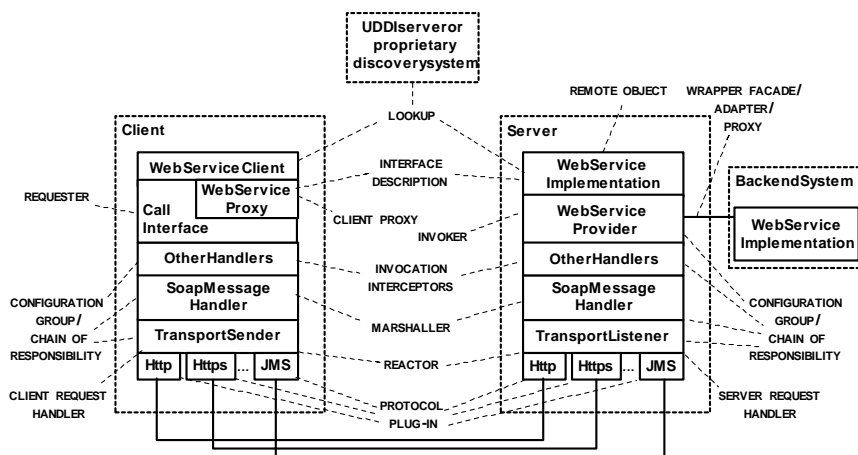 UDDIserveror
proprietary
discoverysystem
REMOTE OBJECT
WRAPPER FACADE/
ADAPTER/
PROXY
Client
LOOKUP
Server
WebServiceClient
WebService
Proxy
Call
Interface
REQUESTER
INTERFACE
DESCRIPTION
CLIENT PROXY
INVOKER
WebService
Implementation
WebService
Provider
BackendSystem
WebService
Implementation
OtherHandlers
INVOCATION
INTERCEPTORS
OtherHandlers
CONFIGURATION
GROUP/
CHAIN OF
RESPONSIBILITY
SoapMessage
Handler
MARSHALLER
SoapMessage
Handler
CONFIGURATION
GROUP/
CHAIN OF
RESPONSIBILITY
TransportSender
REACTOR
TransportListener
CLIENT REQUEST
HANDLER
Http
Https
...
JMS
PROTOCOL
PLUG-IN
Http
Https
...
JMS
SERVER REQUEST
HANDLER